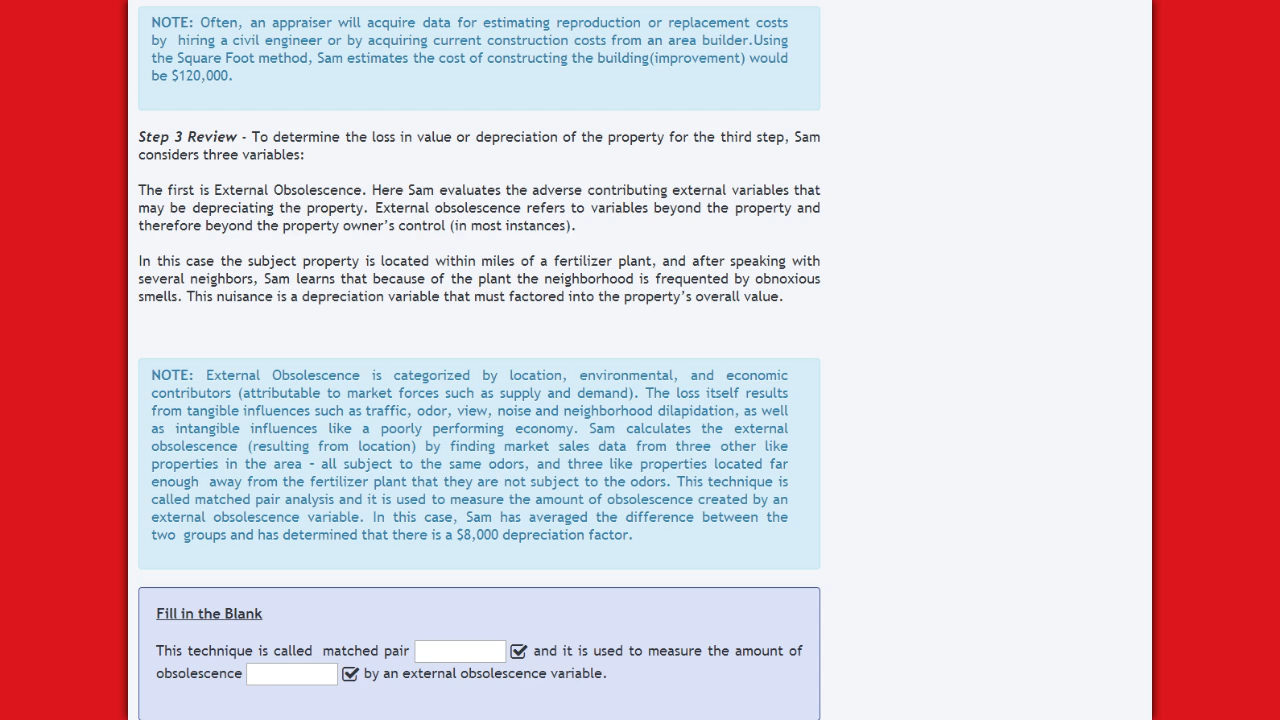 NOTE: Often, an appraiser will acquire data for estimating reproduction or replacement costs
by hiring a civil engineer or by acquiring current construction costs from an area builder.Using
the Square Foot method, Sam estimates the cost of constructing the building(improvement) would
be $120,000.
Step 3 Review - To determine the loss in value or depreciation of the property for the third step, Sam
considers three variables:
The first is External Obsolescence. Here Sam evaluates the adverse contributing external variables that
may be depreciating the property. External obsolescence refers to variables beyond the property and
therefore beyond the property owner’s control (in most instances).
In this case the subject property is located within miles of a fertilizer plant, and after speaking with
several neighbors, Sam learns that because of the plant the neighborhood is frequented by obnoxious
smells. This nuisance is a depreciation variable that must factored into the property’s overall value.
NOTE: External Obsolescence is categorized by location, environmental, and economic
contributors (attributable to market forces such as supply and demand). The loss itself results
from tangible influences such as traffic, odor, view, noise and neighborhood dilapidation, as well
as intangible influences like a poorly performing economy. Sam calculates the external
obsolescence (resulting from location) by finding market sales data from three other like
properties in the area – all subject to the same odors, and three like properties located far
enough away from the fertilizer plant that they are not subject to the odors. This technique is
called matched pair analysis and it is used to measure the amount of obsolescence created by an
external obsolescence variable. In this case, Sam has averaged the difference between the
two groups and has determined that there is a $8,000 depreciation factor.
Fill in the Blank
This technique is called matched pair and it is used to measure the amount of
obsolescence by an external obsolescence variable.